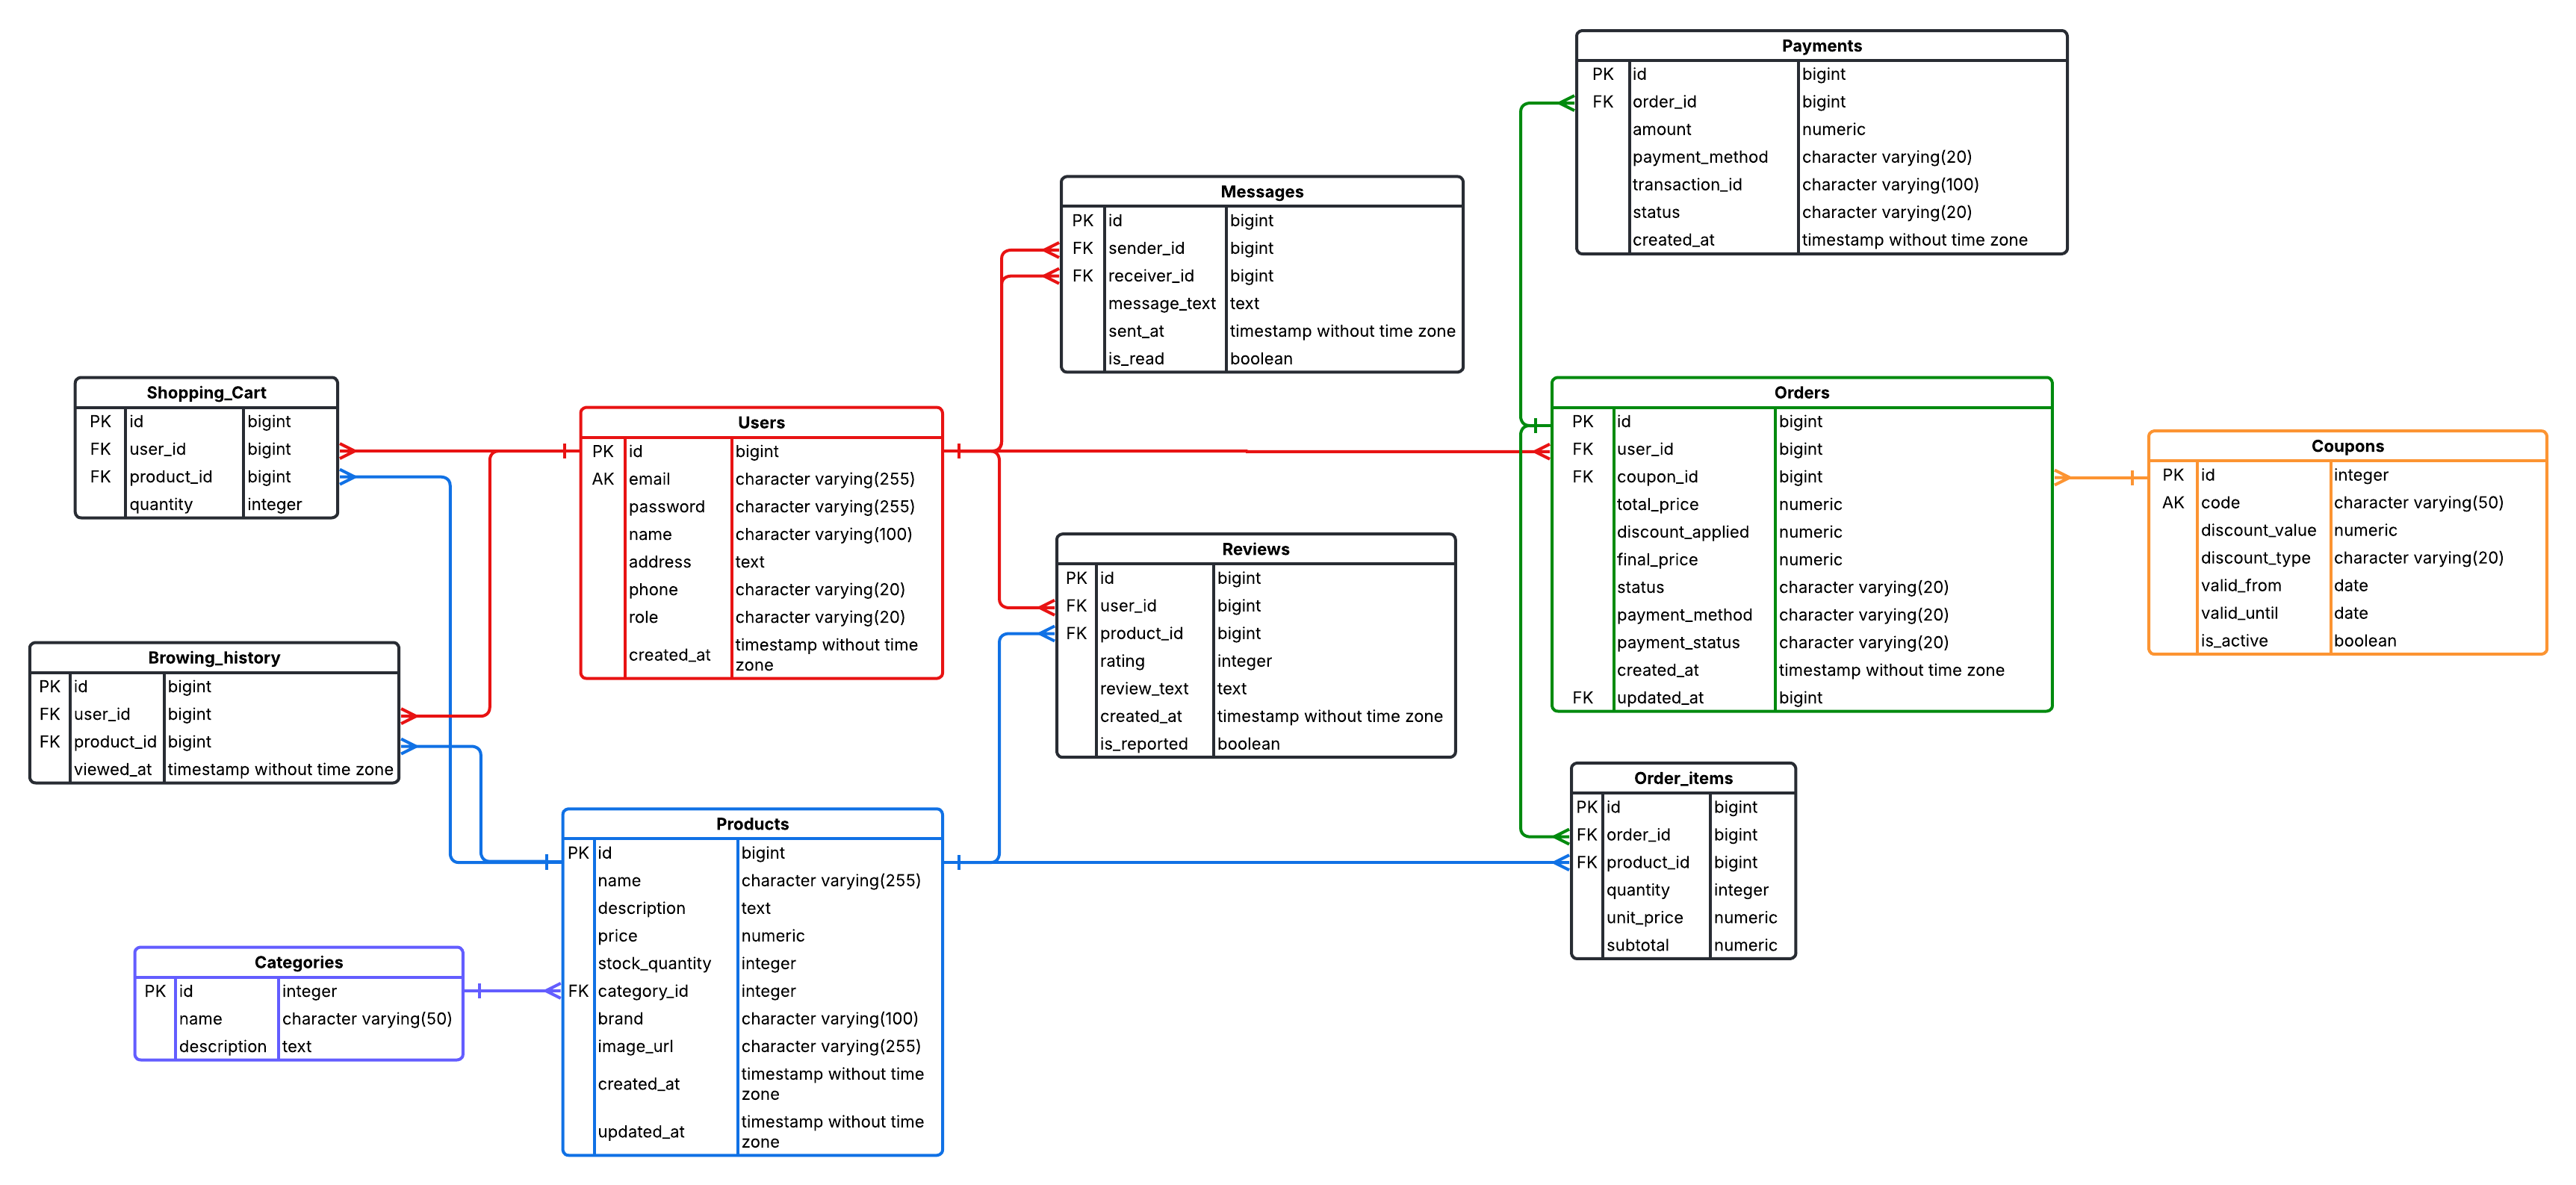 Payments
PK id bigint
FK order_id bigint
amount numeric
payment_method character varying(20)
transaction_id character varying(100)
status character varying(20)
created_at timestamp without time zone
Messages
PK id bigint
FK sender_id bigint
FK receiver_id bigint
message_text text
sent_at timestamp without time zone
is_read boolean
Shopping_Cart
PK id bigint
FK user_id bigint
FK product_id bigint
quantity integer
Users
PK id bigint
AK email character varying(255)
password character varying(255)
name character varying(100)
address text
phone character varying(20)
role character varying(20)
created_at timestamp without time
zone
Orders
PK id bigint
FK user_id bigint
FK coupon_id bigint
total_price numeric
discount_applied numeric
final_price numeric
status character varying(20)
payment_method character varying(20)
payment_status character varying(20)
created_at timestamp without time zone
FK updated_at bigint
Coupons
PK id integer
AK code character varying(50)
discount_value numeric
discount_type character varying(20)
valid_from date
valid_until date
is_active boolean
Reviews
PK id bigint
FK user_id bigint
FK product_id bigint
rating integer
review_text text
created_at timestamp without time zone
is_reported boolean
Browing_history
PK id bigint
FK user_id bigint
FK product_id bigint
viewed_at timestamp without time zone
Products
PK id bigint
name character varying(255)
description text
price numeric
stock_quantity integer
FK category_id integer
brand character varying(100)
image_url character varying(255)
created_at timestamp without time
zone
updated_at timestamp without time
zone
Order_items
PK id bigint
FK order_id bigint
FK product_id bigint
quantity integer
unit_price numeric
subtotal numeric
Categories
PK id integer
name character varying(50)
description text